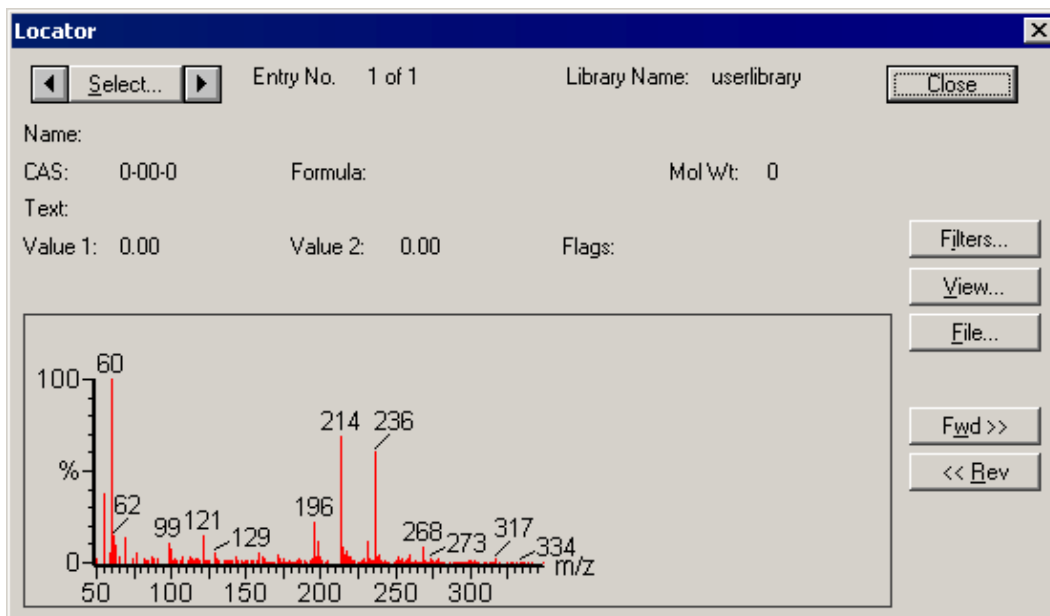 Locator
Select... Entry No. 1 of 1 Library Name: userlibrary Close
Name:
CAS: 0-00-0 Formula: Mol Wt: 0
Text:
Value 1: 0.00 Value 2: 0.00 Flags:
Filters...
View...
File...
Fwd >>
<< Rev
100
%
0
60
62
99
121
129
196
214
236
268
273
317
334
m/z
50 100 150 200 250 300